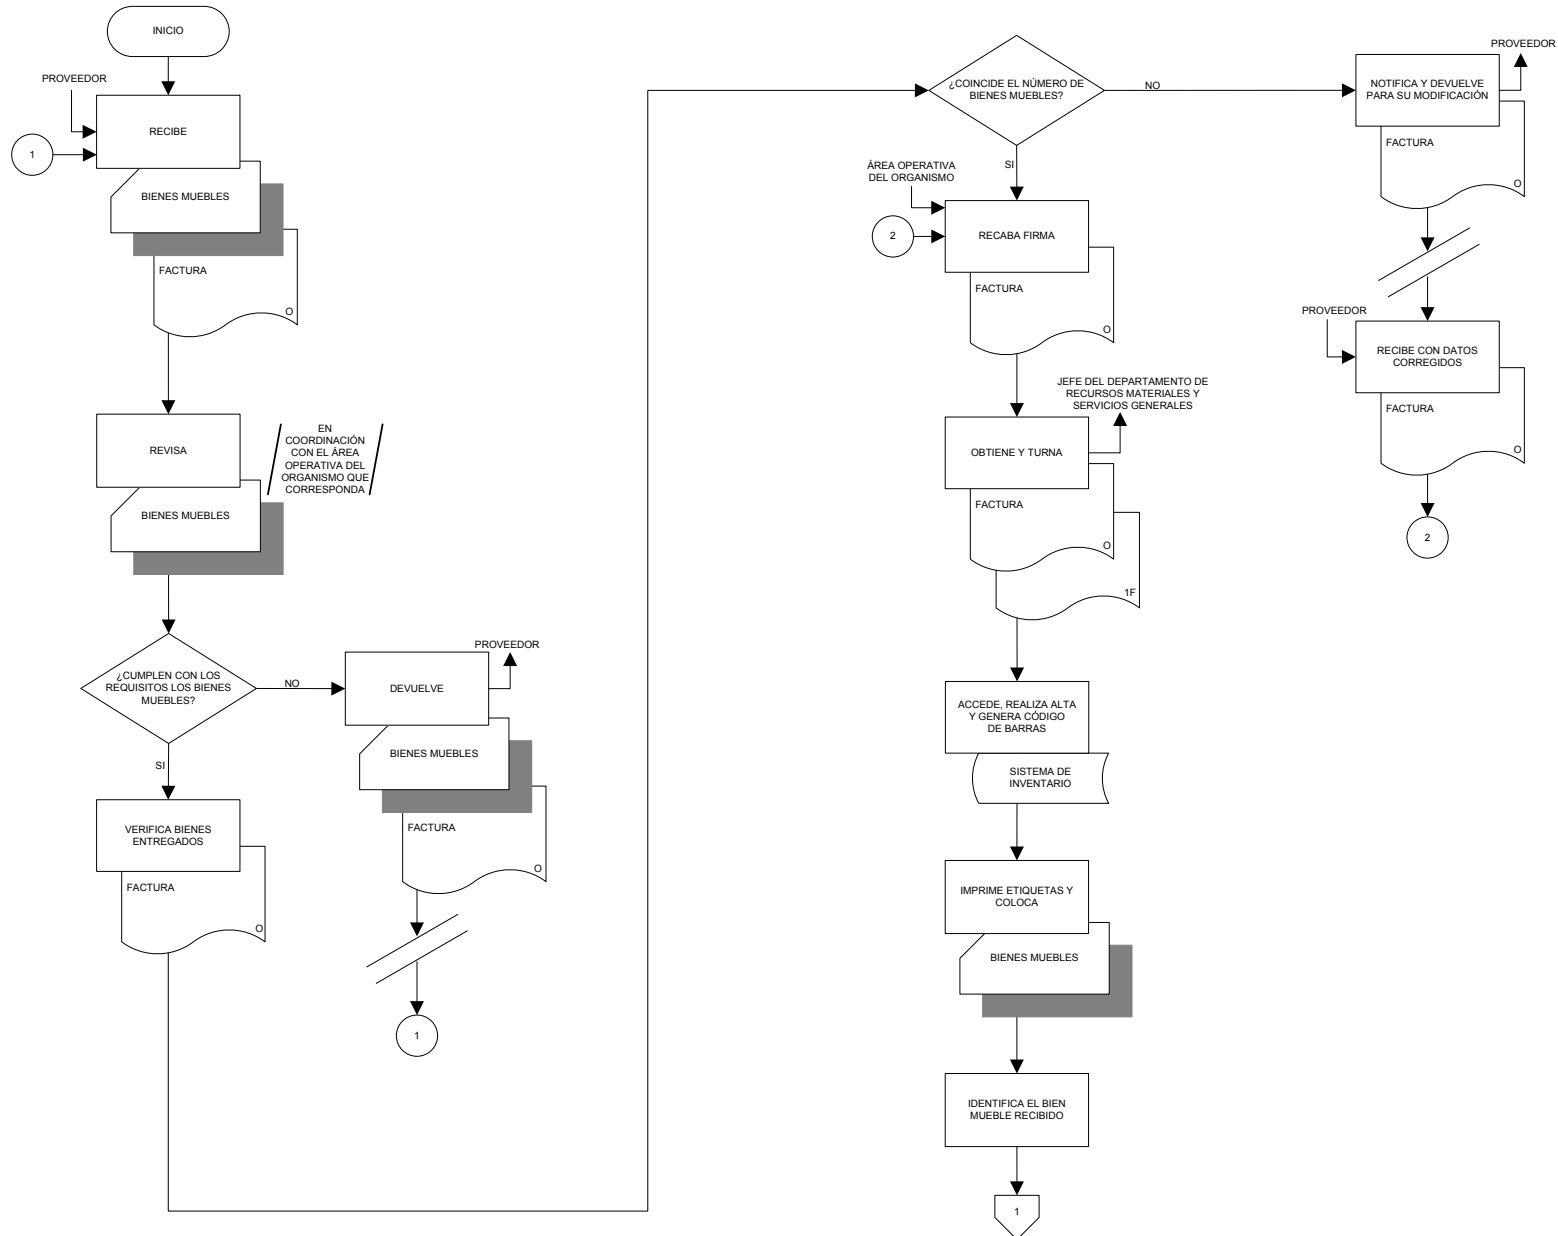 INICIO
PROVEEDOR
RECIBE
1
BIENES MUEBLES
FACTURA
O
REVISA
EN
COORDINACIÓN
CON EL ÁREA
OPERATIVA DEL
ORGANISMO QUE
CORRESPONDA
BIENES MUEBLES
¿CUMPLEN CON LOS
REQUISITOS LOS BIENES
MUEBLES?
NO
SI
PROVEEDOR
DEVUELVE
BIENES MUEBLES
FACTURA
O
1
VERIFICA BIENES
ENTREGADOS
FACTURA
O
¿COINCIDE EL NÚMERO DE
BIENES MUEBLES?
NO
SI
ÁREA OPERATIVA
DEL ORGANISMO
2
RECABA FIRMA
FACTURA
O
JEFE DEL DEPARTAMENTO DE
RECURSOS MATERIALES Y
SERVICIOS GENERALES
OBTIENE Y TURNA
FACTURA
O
1F
ACCEDE, REALIZA ALTA
Y GENERA CÓDIGO
DE BARRAS
SISTEMA DE
INVENTARIO
IMPRIME ETIQUETAS Y
COLOCA
BIENES MUEBLES
IDENTIFICA EL BIEN
MUEBLE RECIBIDO
1
PROVEEDOR
NOTIFICA Y DEVUELVE
PARA SU MODIFICACIÓN
FACTURA
O
PROVEEDOR
RECIBE CON DATOS
CORREGIDOS
FACTURA
O
2